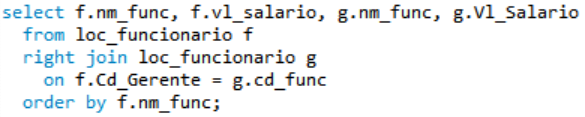 select f.nm_func, f.vl_salario, g.nm_func, g.Vl_Salario
from loc_funcionario f
right join loc_funcionario g
on f.Cd_Gerente = g.cd_func
order by f.nm_func;